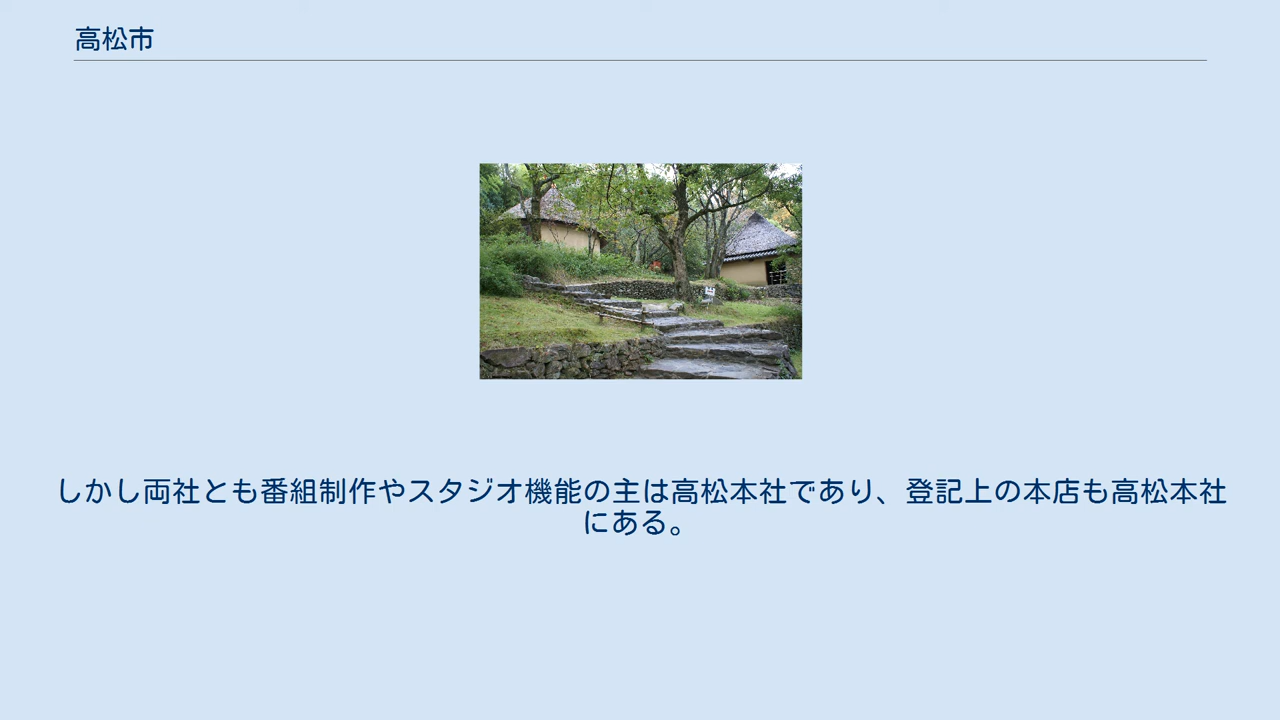 高松市
しかし両社とも番組制作やスタジオ機能の主は高松本社であり、登記上の本店も高松本社
にある。